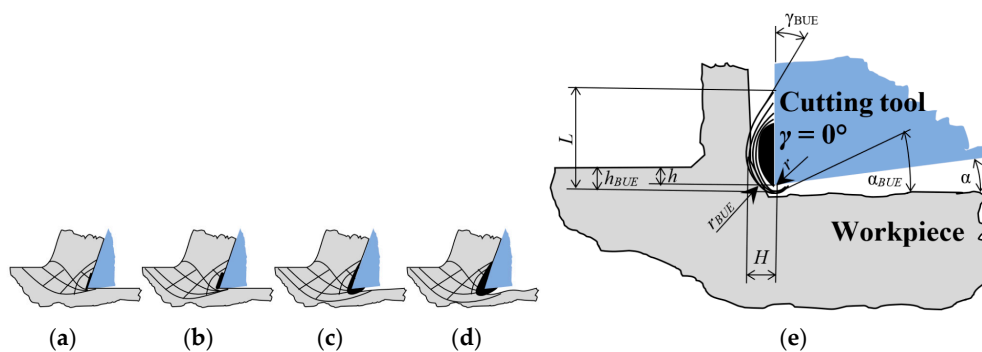 γBUE
Cutting tool
γ = 0°
L
r
hBUE
h
αBUE
α
rBUE
Workpiece
H
(a) (b) (c) (d) (e)